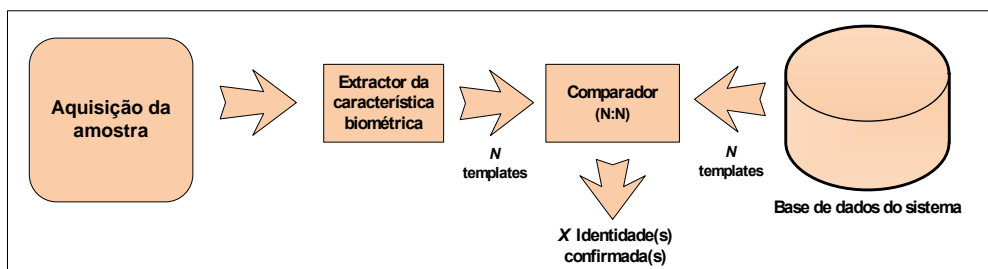 Aquisição da
amostra
Extractor da
característica
biométrica
N
templates
Comparador
(N:N)
N
templates
Base de dados do sistema
X Identidade(s)
confirmada(s)